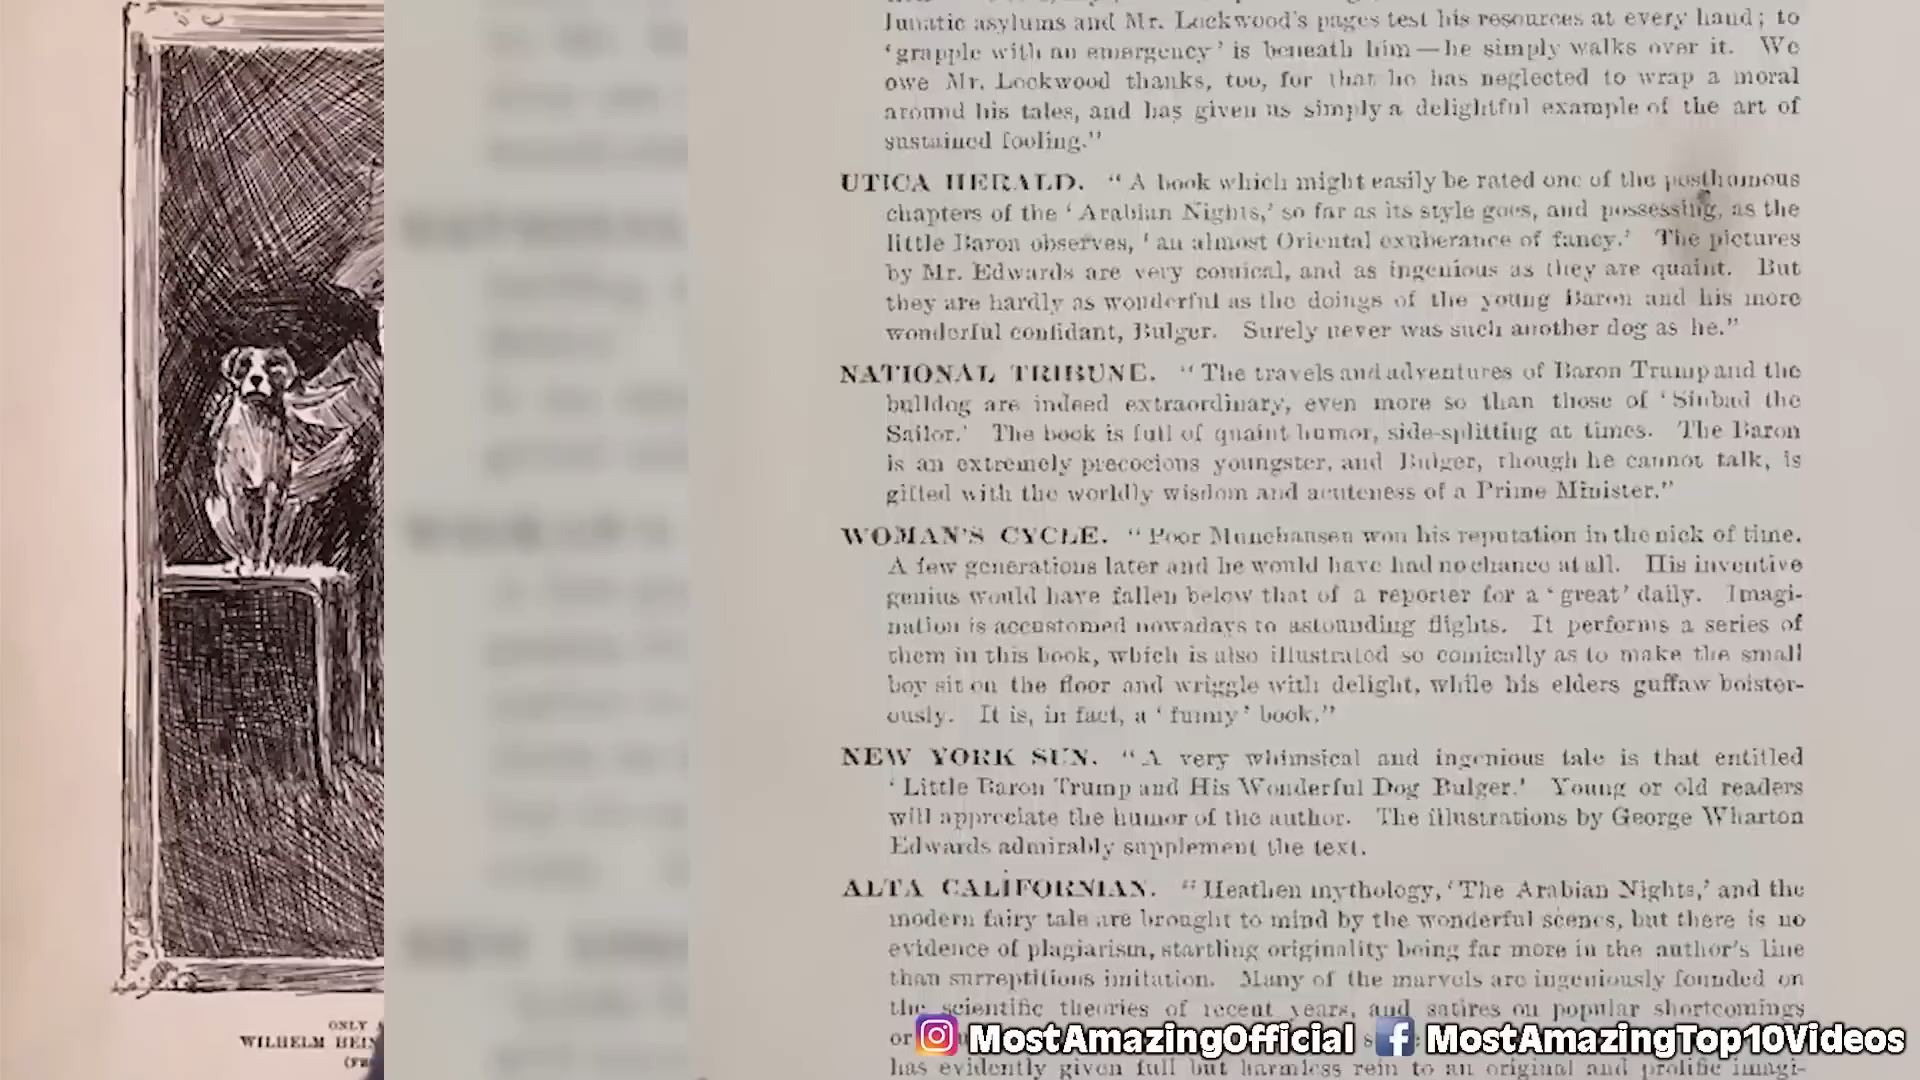 lunatic asylums and Mr. Lockwood's pages test his resources at every hand; to
'grapple with an emergency' is beneath him — he simply walks over it. We
owe Mr. Lockwood thanks, too, for that he has neglected to wrap a moral
around his tales, and has given us simply a delightful example of the art of
sustained fooling."
UTICA HERALD. "A book which might easily be rated one of the posthumous
chapters of the 'Arabian Nights,' so far as its style goes, and possessing, as the
little Baron observes, 'an almost Oriental exuberance of fancy.' The pictures
by Mr. Edwards are very comical, and as ingenious as they are quaint. But
they are hardly as wonderful as the doings of the young Baron and his more
wonderful confidant, Bulger. Surely never was such another dog as he."
NATIONAL TRIBUNE. "The travels and adventures of Baron Trump and the
bulldog are indeed extraordinary, even more so than those of 'Sinbad the
Sailor.' The book is full of quaint humor, side-splitting at times. The Baron
is an extremely precocious youngster, and Bulger, though he cannot talk, is
gifted with the worldly wisdom and acuteness of a Prime Minister."
WOMAN'S CYCLE. "Poor Munchausen won his reputation in the nick of time.
A few generations later and he would have had no chance at all. His inventive
genius would have fallen below that of a reporter for a 'great' daily. Imagi-
nation is accustomed nowadays to astounding flights. It performs a series of
them in this book, which is also illustrated so comically as to make the small
boy sit on the floor and wriggle with delight, while his elders guffaw boister-
ously. It is, in fact, a 'funny' book."
NEW YORK SUN. "A very whimsical and ingenious tale is that entitled
'Little Baron Trump and His Wonderful Dog Bulger.' Young or old readers
will appreciate the humor of the author. The illustrations by George Wharton
Edwards admirably supplement the text.
ALTA CALIFORNIAN. "Heathen mythology, 'The Arabian Nights,' and the
modern fairy tale are brought to mind by the wonderful scenes, but there is no
evidence of plagiarism, startling originality being far more in the author's line
than surreptitious imitation. Many of the marvels are ingeniously founded on
the scientific theories of recent years, and satires on popular shortcomings
or
has evidently given full but harmless rein to an original and prolific imagi-
ONLY
WILHELM HEIN
MostAmazingOfficial
MostAmazingTop10Videos